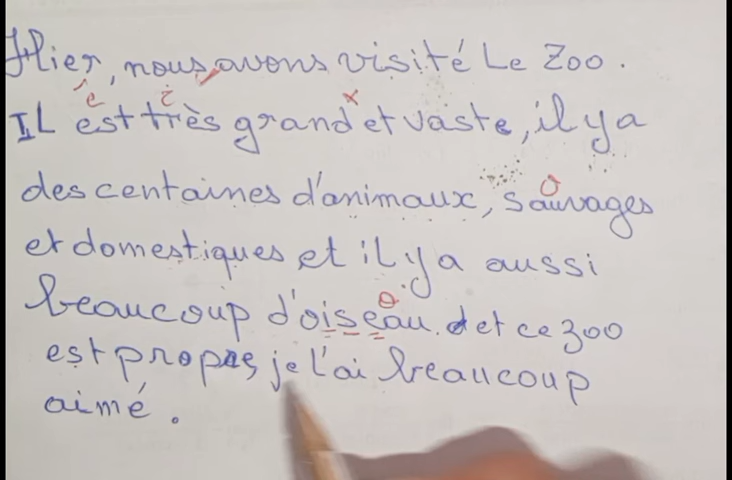 Hier, nous avons visité Le Zoo.
IL est très grand et vaste, il y a
des centaines d'animaux, sauvages
et domestiques et il y a aussi
beaucoup d'oiseau. et ce zoo
est propre je l'ai beaucoup
aimé.